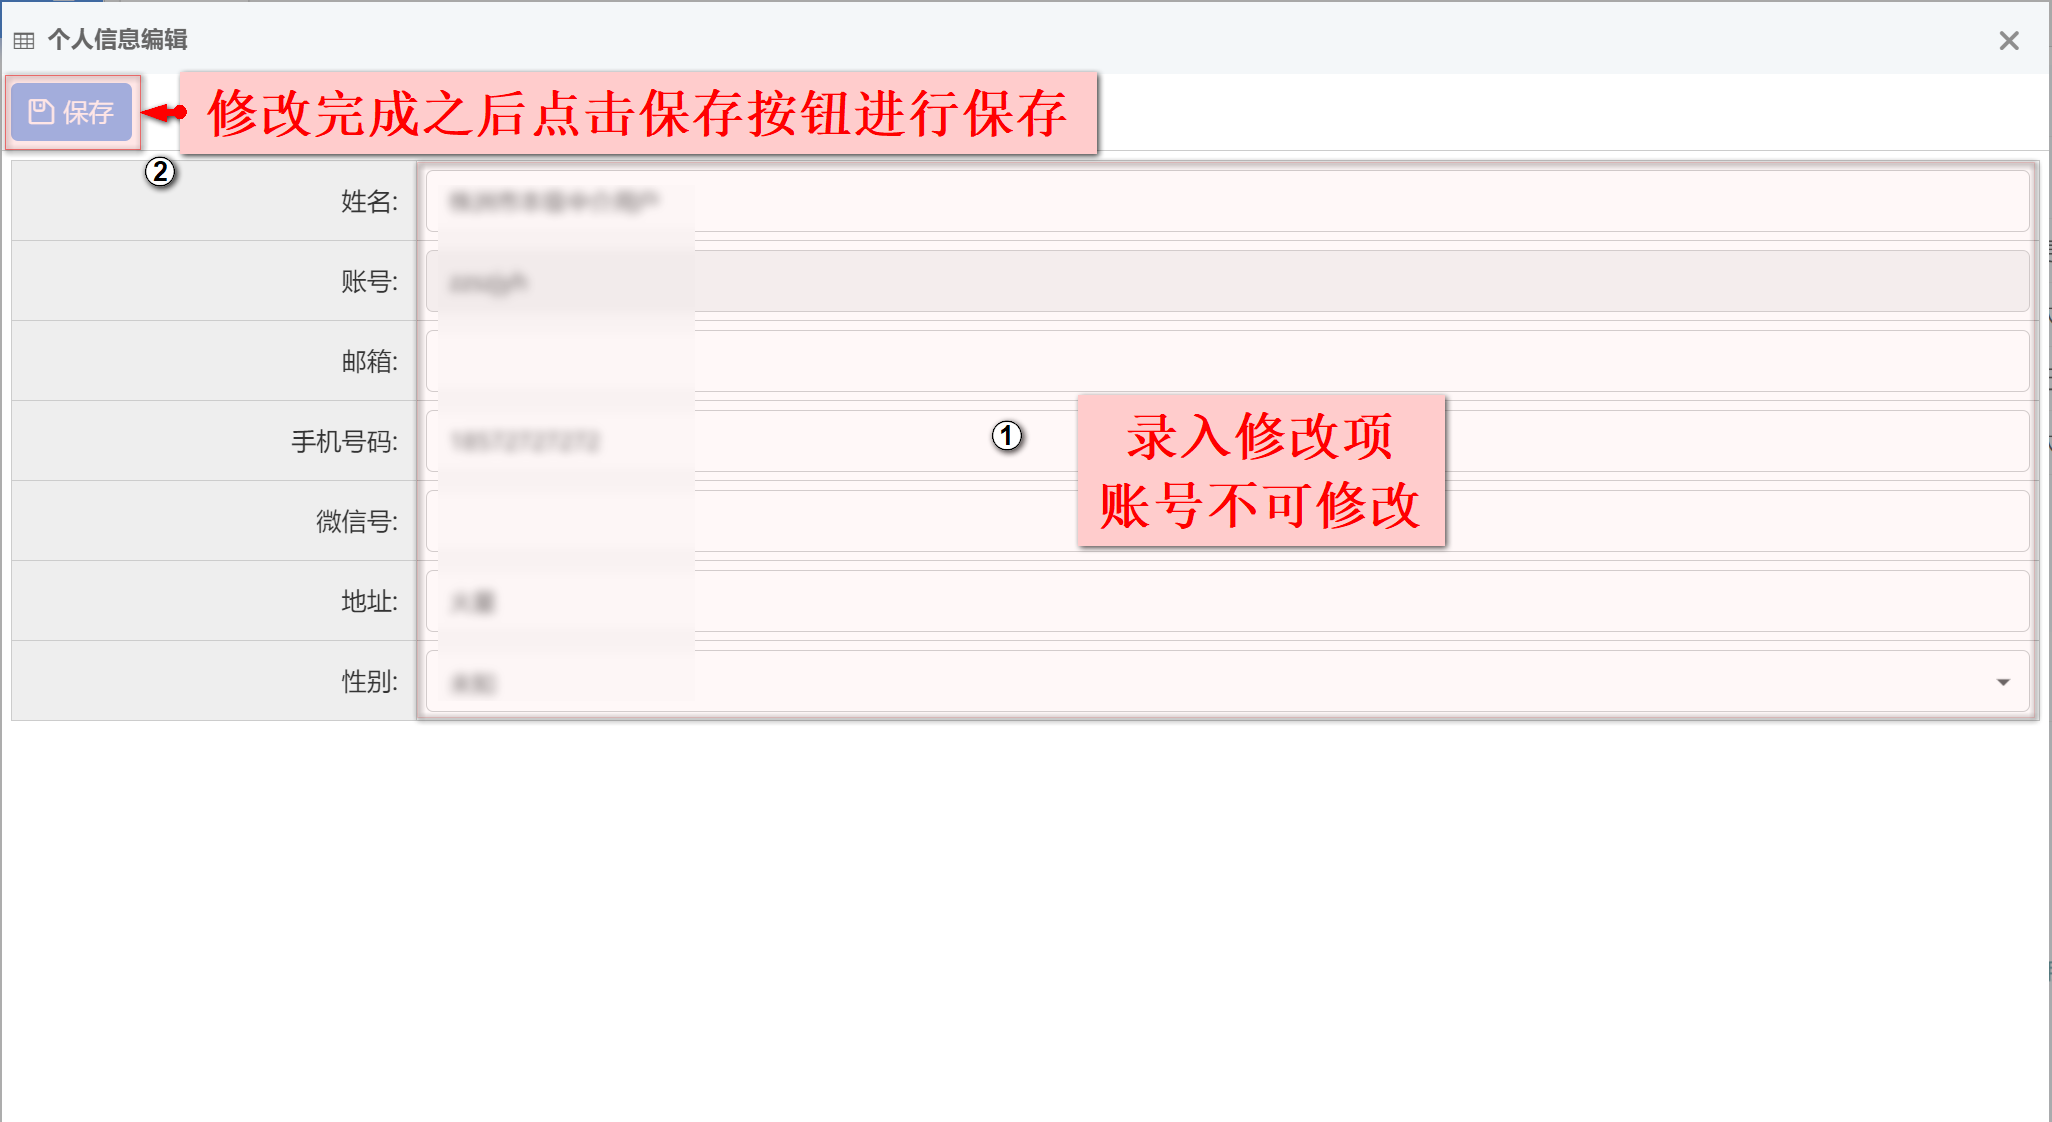 个人信息编辑
保存
修改完成之后点击保存按钮进行保存
②
姓名:
账号:
邮箱:
手机号码:
①
录入修改项
账号不可修改
微信号:
地址:
性别: